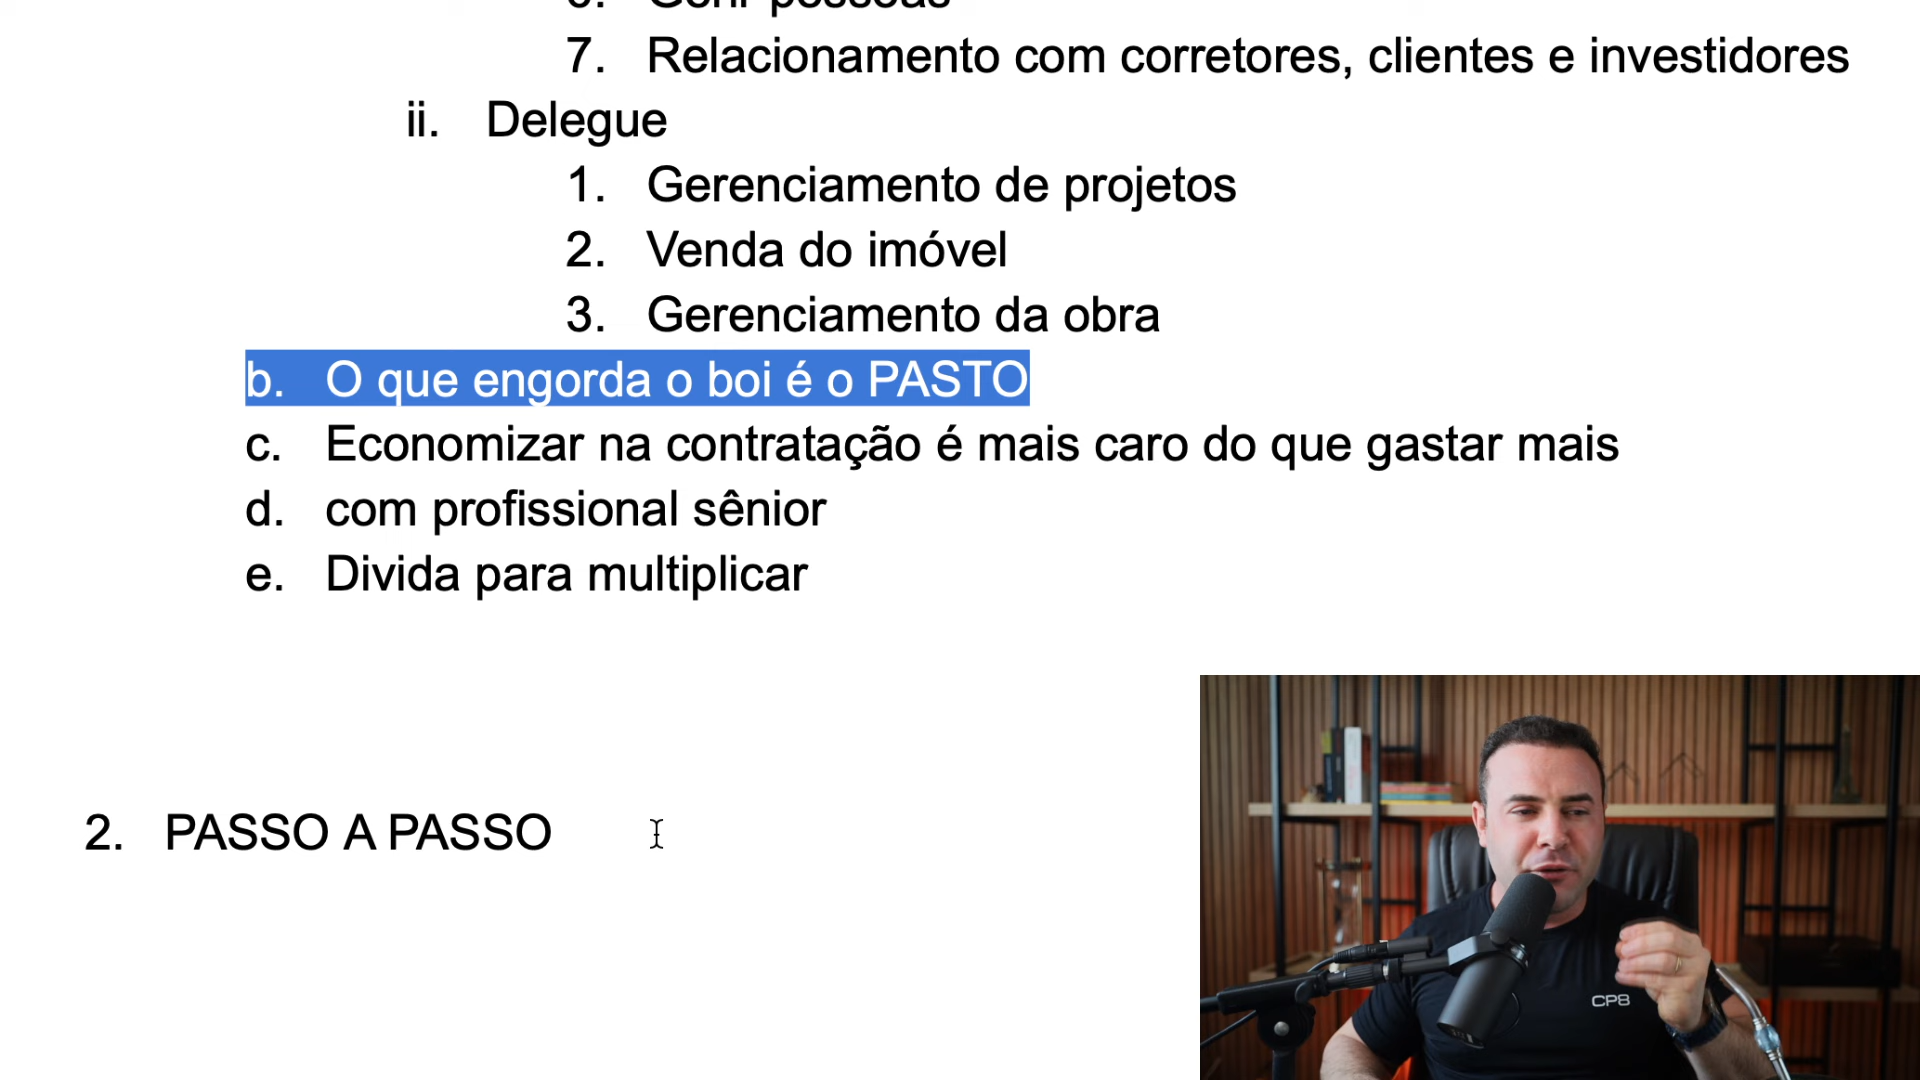 7. Relacionamento com corretores, clientes e investidores
ii. Delegue
1. Gerenciamento de projetos
2. Venda do imóvel
3. Gerenciamento da obra
b. O que engorda o boi é o PASTO
c. Economizar na contratação é mais caro do que gastar mais
d. com profissional sênior
e. Divida para multiplicar
2. PASSO A PASSO
CP8